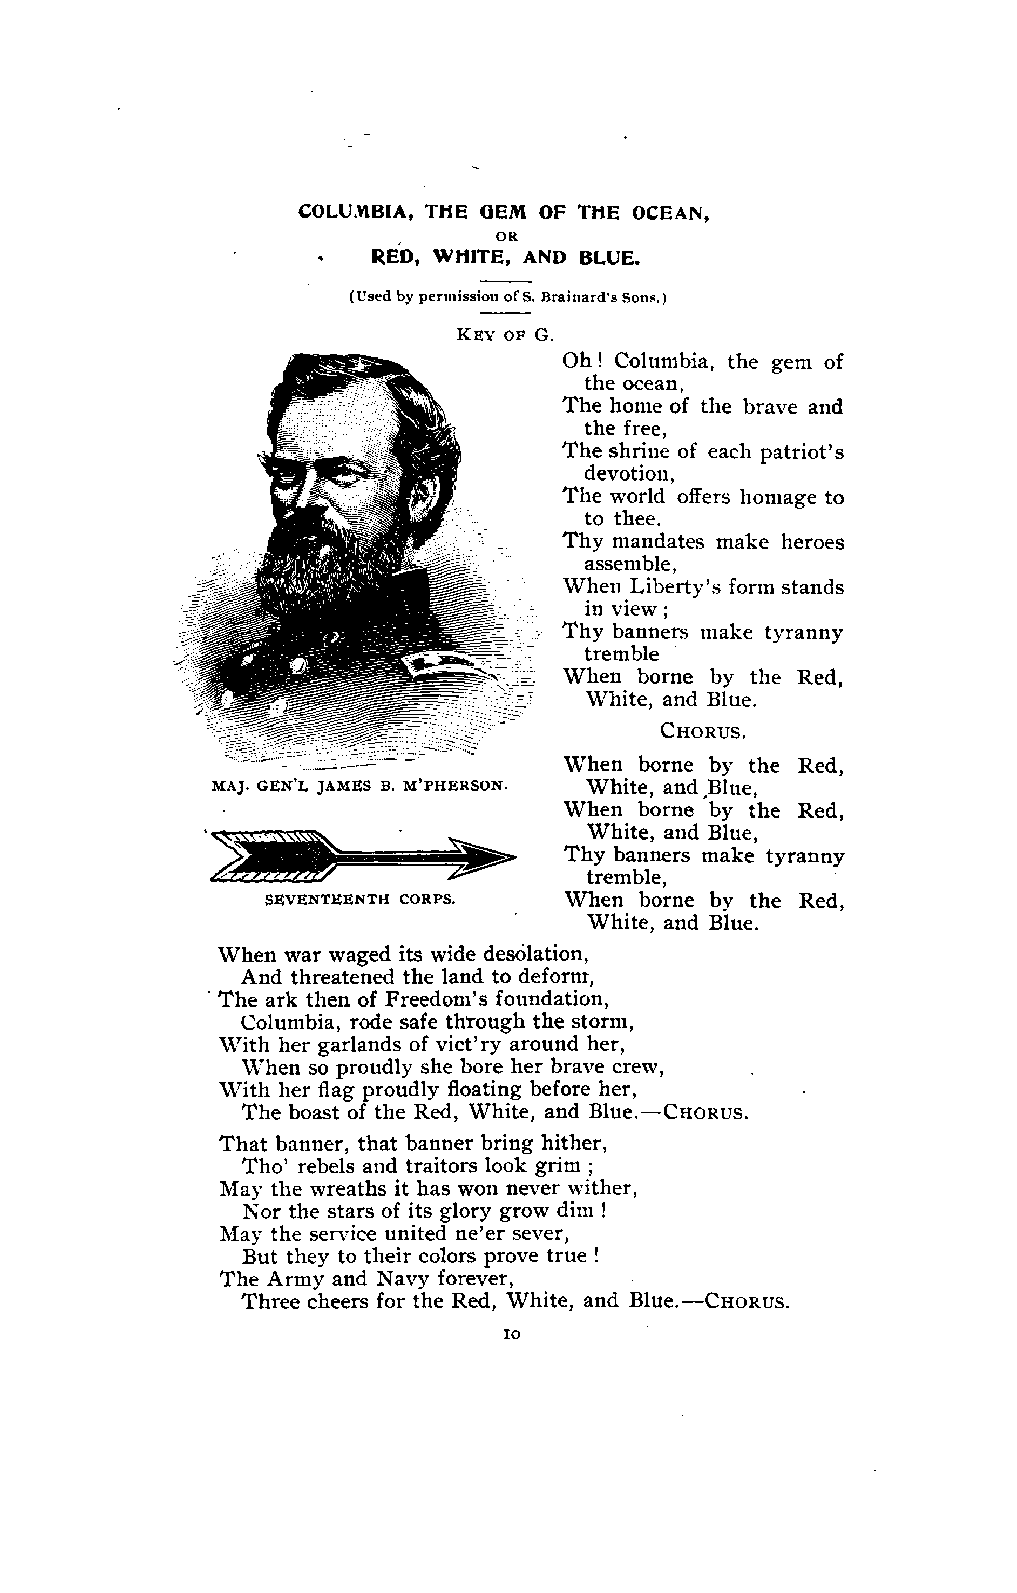 COLUMBIA, THE GEM OF THE OCEAN,
OR
RED, WHITE, AND BLUE.
(Used by permission of S. Brainard's Sons.)
KEY OF G.
Oh! Columbia, the gem of
the ocean,
The home of the brave and
the free,
The shrine of each patriot's
devotion,
The world offers homage to
to thee.
Thy mandates make heroes
assemble,
When Liberty's form stands
in view;
Thy banners make tyranny
tremble
When borne by the Red,
White, and Blue.
CHORUS.
When borne by the Red,
White, and Blue,
When borne by the Red,
White, and Blue,
Thy banners make tyranny
tremble,
When borne by the Red,
White, and Blue.
MAJ. GEN'L JAMES B. M'PHERSON.
SEVENTEENTH CORPS.
When war waged its wide desolation,
And threatened the land to deform,
The ark then of Freedom's foundation,
Columbia, rode safe through the storm,
With her garlands of vict'ry around her,
When so proudly she bore her brave crew,
With her flag proudly floating before her,
The boast of the Red, White, and Blue.—CHORUS.
That banner, that banner bring hither,
Tho' rebels and traitors look grim;
May the wreaths it has won never wither,
Nor the stars of its glory grow dim!
May the service united ne'er sever,
But they to their colors prove true!
The Army and Navy forever,
Three cheers for the Red, White, and Blue.—CHORUS.
10